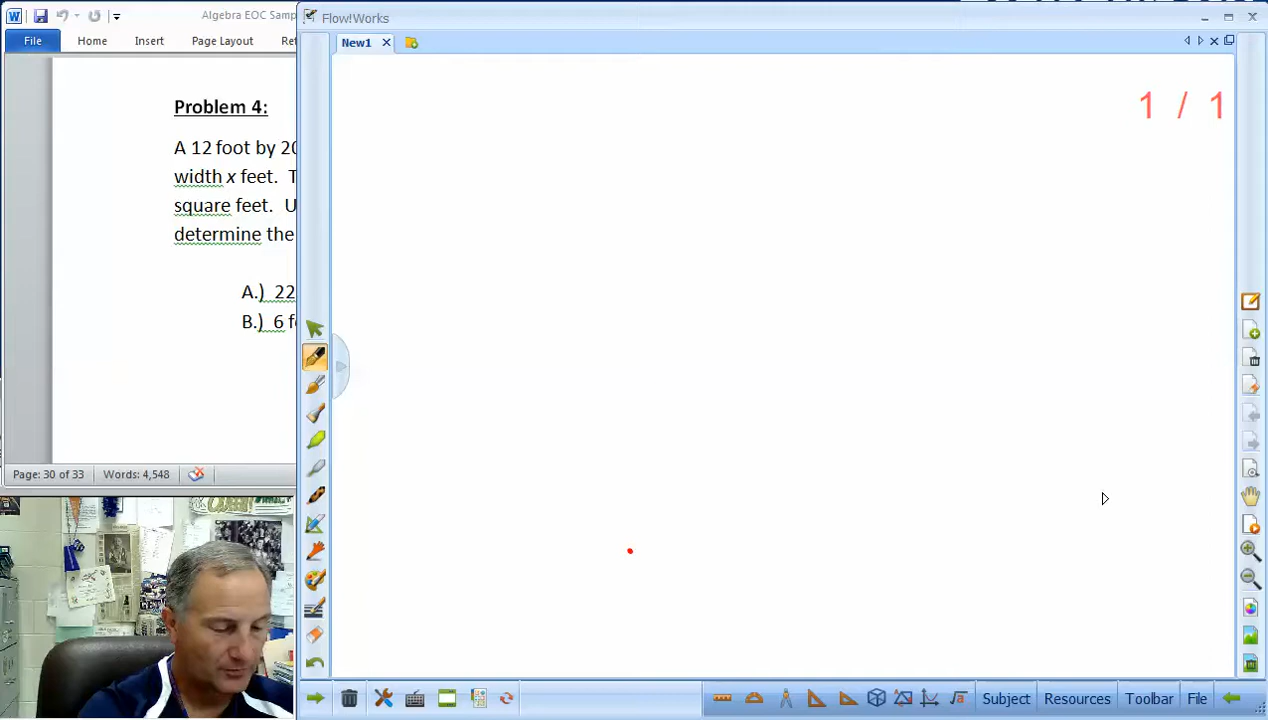 Algebra EOC Samp
File Home Insert Page Layout Ref
Problem 4:
A 12 foot by 20
width x feet. T
square feet. U
determine the
A.) 22
B.) 6 f
Page: 30 of 33 Words: 4,548
Flow!Works
New1
1 / 1
Subject Resources Toolbar File